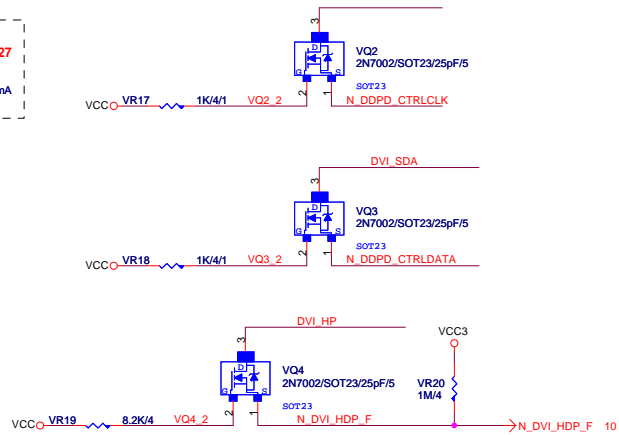 27
mA
3
D
G
S
VQ2
2N7002/SOT23/25pF/5
SOT23
2
1
VCC VR17 1K/4/1 VQ2_2 N_DDPD_CTRLCLK
DVI_SDA
3
D
G
S
VQ3
2N7002/SOT23/25pF/5
SOT23
2
1
VCC VR18 1K/4/1 VQ3_2 N_DDPD_CTRLDATA
DVI_HP
VCC3
3
D
G
S
VQ4
2N7002/SOT23/25pF/5
SOT23
VR20
1M/4
2
1
VCC VR19 8.2K/4 VQ4_2 N_DVI_HDP_F N_DVI_HDP_F 10